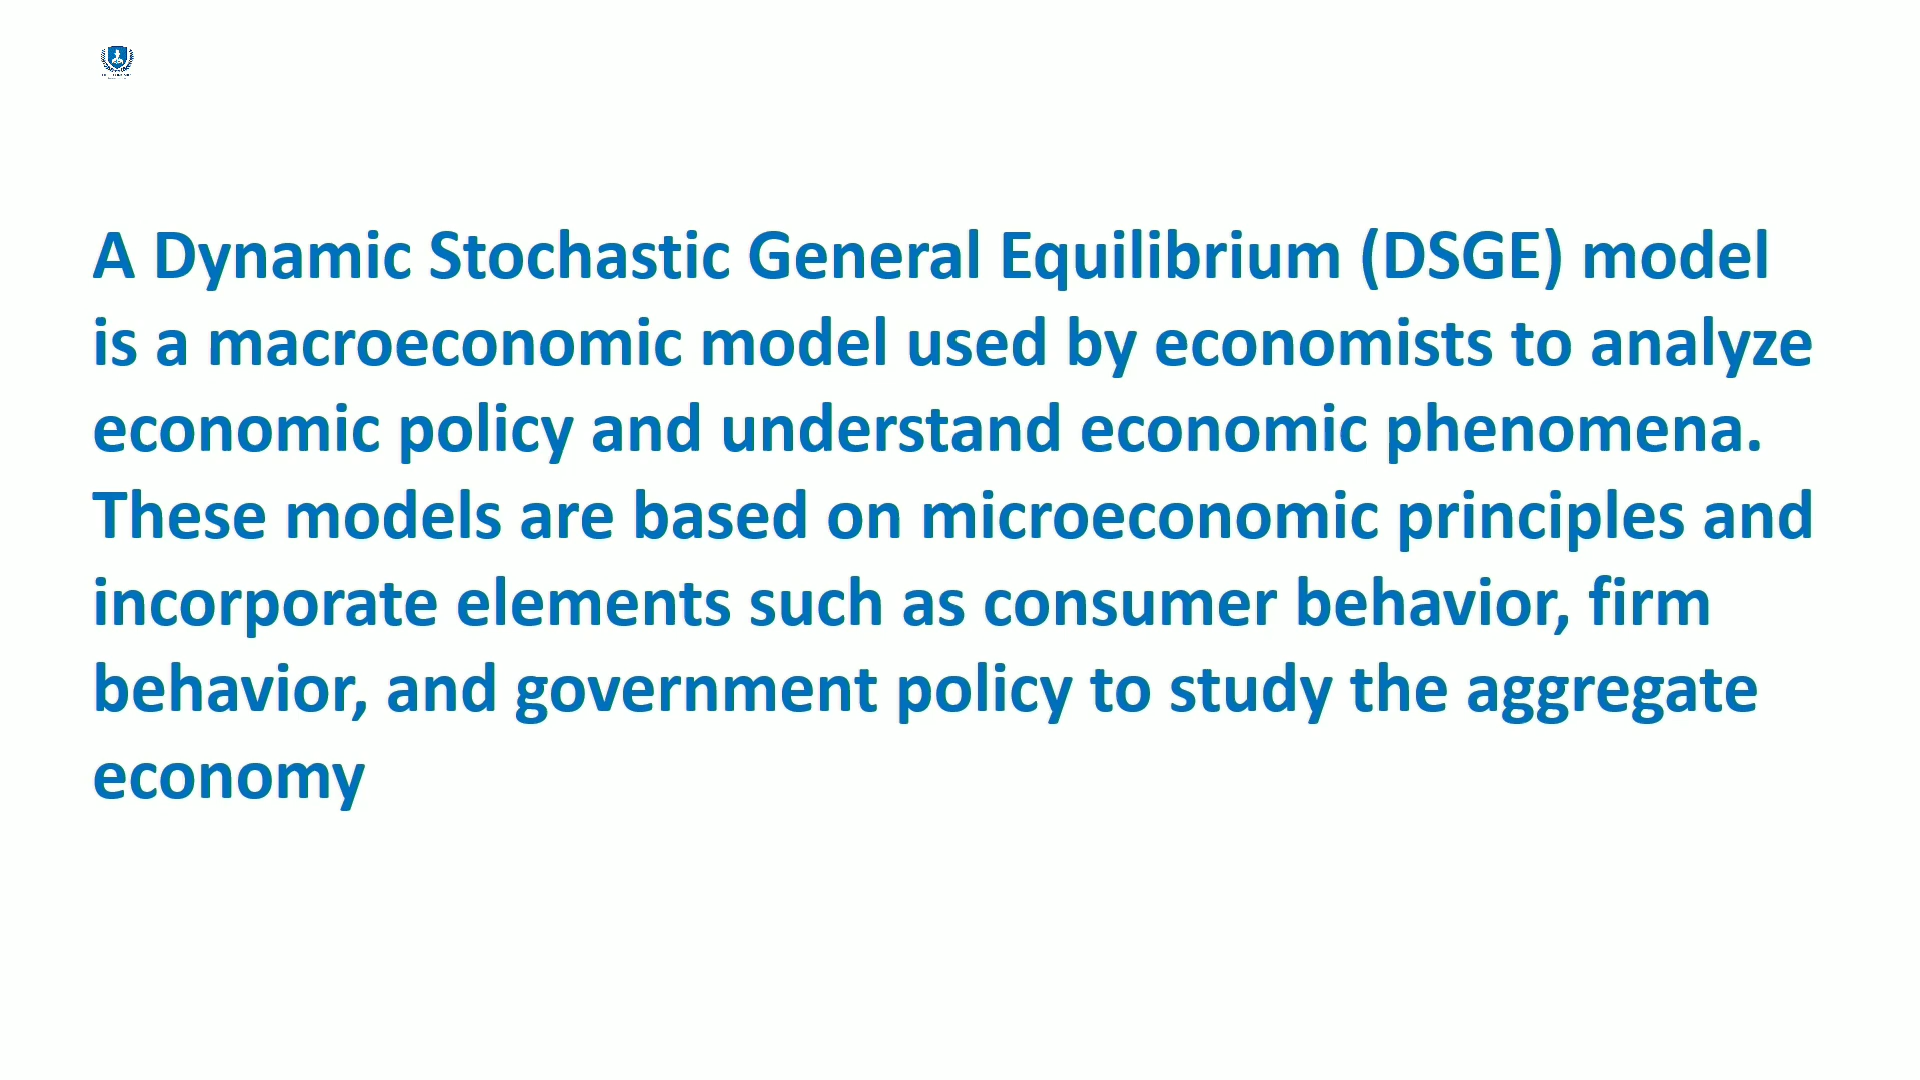 A Dynamic Stochastic General Equilibrium (DSGE) model
is a macroeconomic model used by economists to analyze
economic policy and understand economic phenomena.
These models are based on microeconomic principles and
incorporate elements such as consumer behavior, firm
behavior, and government policy to study the aggregate
economy